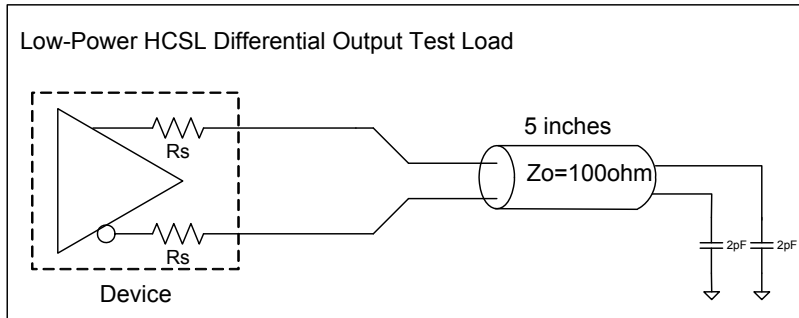 Low-Power HCSL Differential Output Test Load
Rs
5 inches
Zo=100ohm
2pF
2pF
Rs
Device